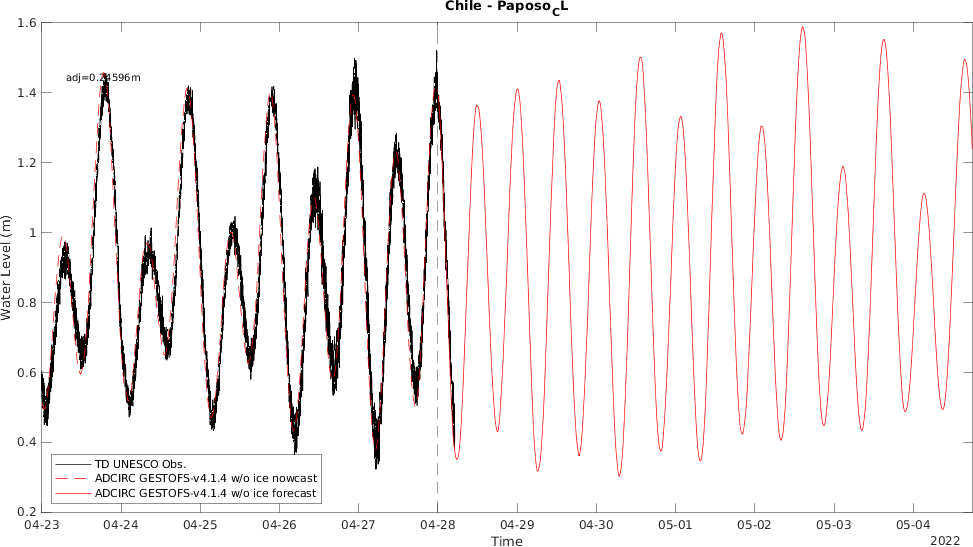 Chile - Paposo_CL
adj=0.24596m
1.6
1.4
1.2
1
0.8
0.6
0.4
0.2
Water Level (m)
TD UNESCO Obs.
ADCIRC GESTOFS-v4.1.4 w/o ice nowcast
ADCIRC GESTOFS-v4.1.4 w/o ice forecast
04-23 04-24 04-25 04-26 04-27 04-28 04-29 04-30 05-01 05-02 05-03 05-04
Time
2022